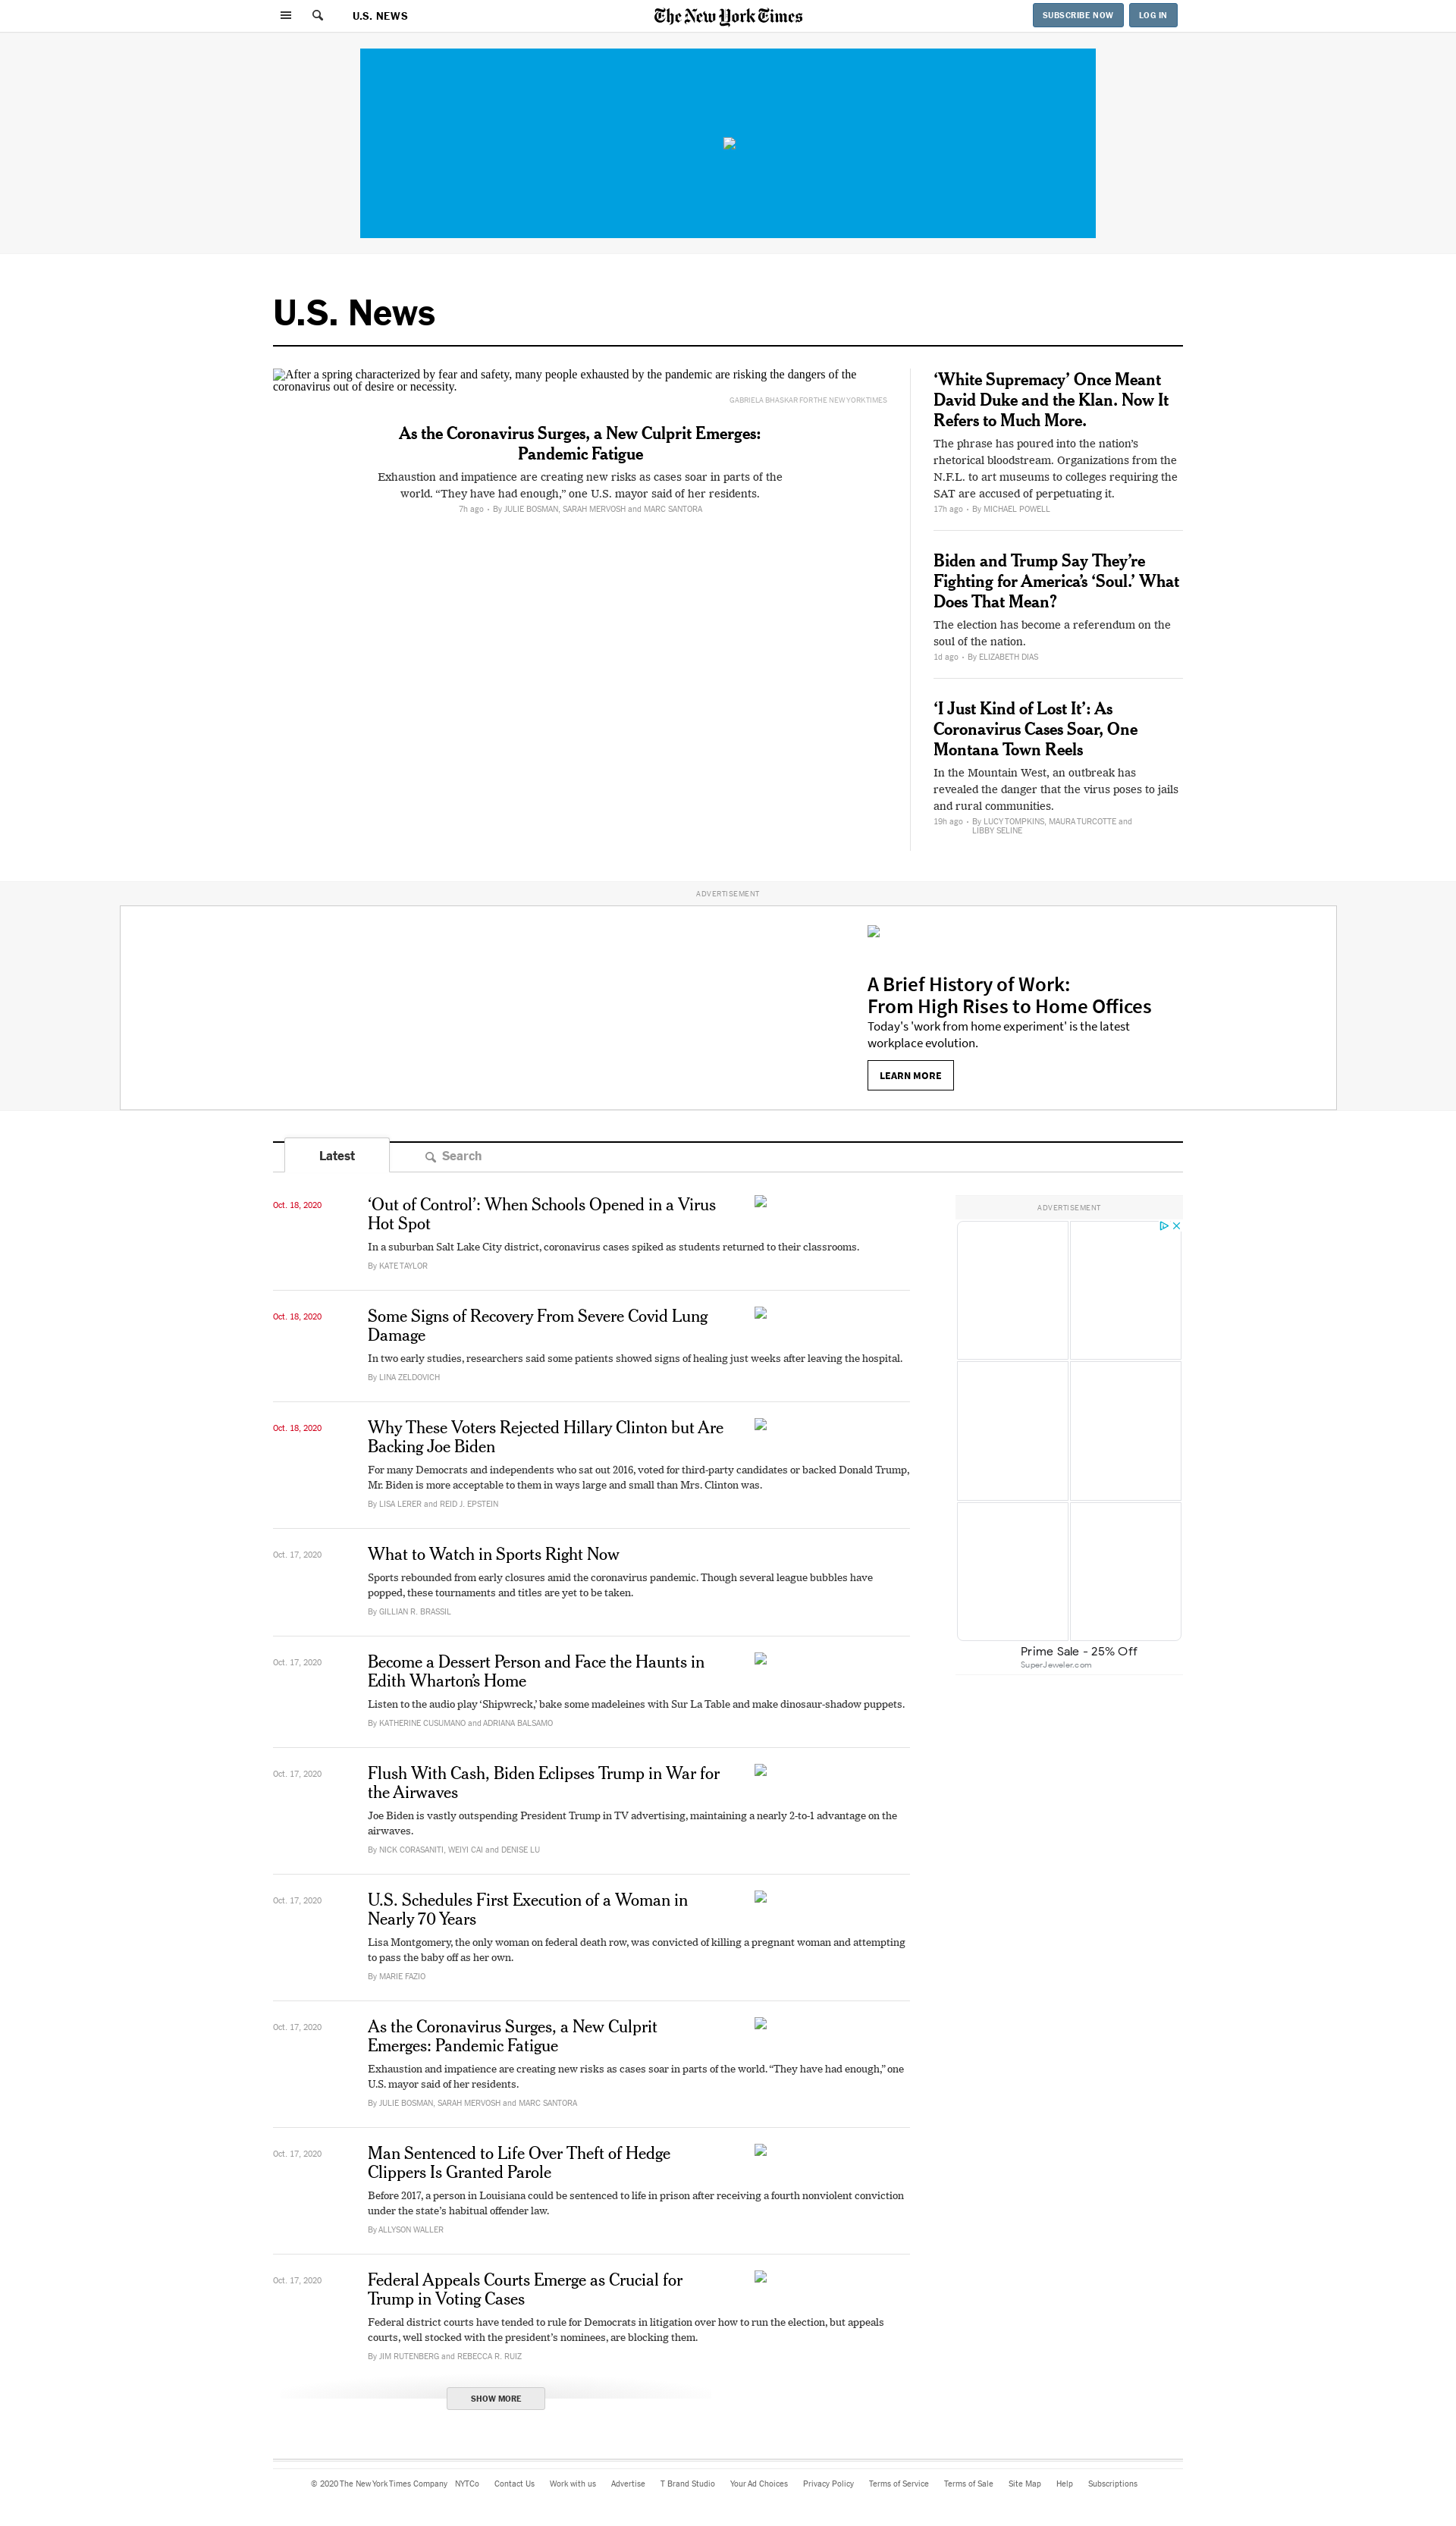 U.S. NEWS
The New York Times
SUBSCRIBE NOW
LOG IN
U.S. News
After a spring characterized by fear and safety, many people exhausted by the pandemic are risking the dangers of the
coronavirus out of desire or necessity.
GABRIELA BHASKAR FOR THE NEW YORK TIMES
As the Coronavirus Surges, a New Culprit Emerges:
Pandemic Fatigue
Exhaustion and impatience are creating new risks as cases soar in parts of the
world. “They have had enough,” one U.S. mayor said of her residents.
7h ago • By JULIE BOSMAN, SARAH MERVOSH and MARC SANTORA
‘White Supremacy’ Once Meant
David Duke and the Klan. Now It
Refers to Much More.
The phrase has poured into the nation’s
rhetorical bloodstream. Organizations from the
N.F.L. to art museums to colleges requiring the
SAT are accused of perpetuating it.
17h ago • By MICHAEL POWELL
Biden and Trump Say They’re
Fighting for America’s ‘Soul.’ What
Does That Mean?
The election has become a referendum on the
soul of the nation.
1d ago • By ELIZABETH DIAS
‘I Just Kind of Lost It’: As
Coronavirus Cases Soar, One
Montana Town Reels
In the Mountain West, an outbreak has
revealed the danger that the virus poses to jails
and rural communities.
19h ago • By LUCY TOMPKINS, MAURA TURCOTTE and
LIBBY SELINE
ADVERTISEMENT
A Brief History of Work:
From High Rises to Home Offices
Today's 'work from home experiment' is the latest
workplace evolution.
LEARN MORE
Latest
Search
Oct. 18, 2020
‘Out of Control’: When Schools Opened in a Virus
Hot Spot
In a suburban Salt Lake City district, coronavirus cases spiked as students returned to their classrooms.
By KATE TAYLOR
Oct. 18, 2020
Some Signs of Recovery From Severe Covid Lung
Damage
In two early studies, researchers said some patients showed signs of healing just weeks after leaving the hospital.
By LINA ZELDOVICH
Oct. 18, 2020
Why These Voters Rejected Hillary Clinton but Are
Backing Joe Biden
For many Democrats and independents who sat out 2016, voted for third-party candidates or backed Donald Trump,
Mr. Biden is more acceptable to them in ways large and small than Mrs. Clinton was.
By LISA LERER and REID J. EPSTEIN
Oct. 17, 2020
What to Watch in Sports Right Now
Sports rebounded from early closures amid the coronavirus pandemic. Though several league bubbles have
popped, these tournaments and titles are yet to be taken.
By GILLIAN R. BRASSIL
Oct. 17, 2020
Become a Dessert Person and Face the Haunts in
Edith Wharton’s Home
Listen to the audio play ‘Shipwreck,’ bake some madeleines with Sur La Table and make dinosaur-shadow puppets.
By KATHERINE CUSUMANO and ADRIANA BALSAMO
Oct. 17, 2020
Flush With Cash, Biden Eclipses Trump in War for
the Airwaves
Joe Biden is vastly outspending President Trump in TV advertising, maintaining a nearly 2-to-1 advantage on the
airwaves.
By NICK CORASANITI, WEIYI CAI and DENISE LU
Oct. 17, 2020
U.S. Schedules First Execution of a Woman in
Nearly 70 Years
Lisa Montgomery, the only woman on federal death row, was convicted of killing a pregnant woman and attempting
to pass the baby off as her own.
By MARIE FAZIO
Oct. 17, 2020
As the Coronavirus Surges, a New Culprit
Emerges: Pandemic Fatigue
Exhaustion and impatience are creating new risks as cases soar in parts of the world. “They have had enough,” one
U.S. mayor said of her residents.
By JULIE BOSMAN, SARAH MERVOSH and MARC SANTORA
Oct. 17, 2020
Man Sentenced to Life Over Theft of Hedge
Clippers Is Granted Parole
Before 2017, a person in Louisiana could be sentenced to life in prison after receiving a fourth nonviolent conviction
under the state’s habitual offender law.
By ALLYSON WALLER
Oct. 17, 2020
Federal Appeals Courts Emerge as Crucial for
Trump in Voting Cases
Federal district courts have tended to rule for Democrats in litigation over how to run the election, but appeals
courts, well stocked with the president’s nominees, are blocking them.
By JIM RUTENBERG and REBECCA R. RUIZ
SHOW MORE
ADVERTISEMENT
Prime Sale - 25% Off
SuperJeweler.com
© 2020 The New York Times Company NYTCo Contact Us Work with us Advertise T Brand Studio Your Ad Choices Privacy Policy Terms of Service Terms of Sale Site Map Help Subscriptions